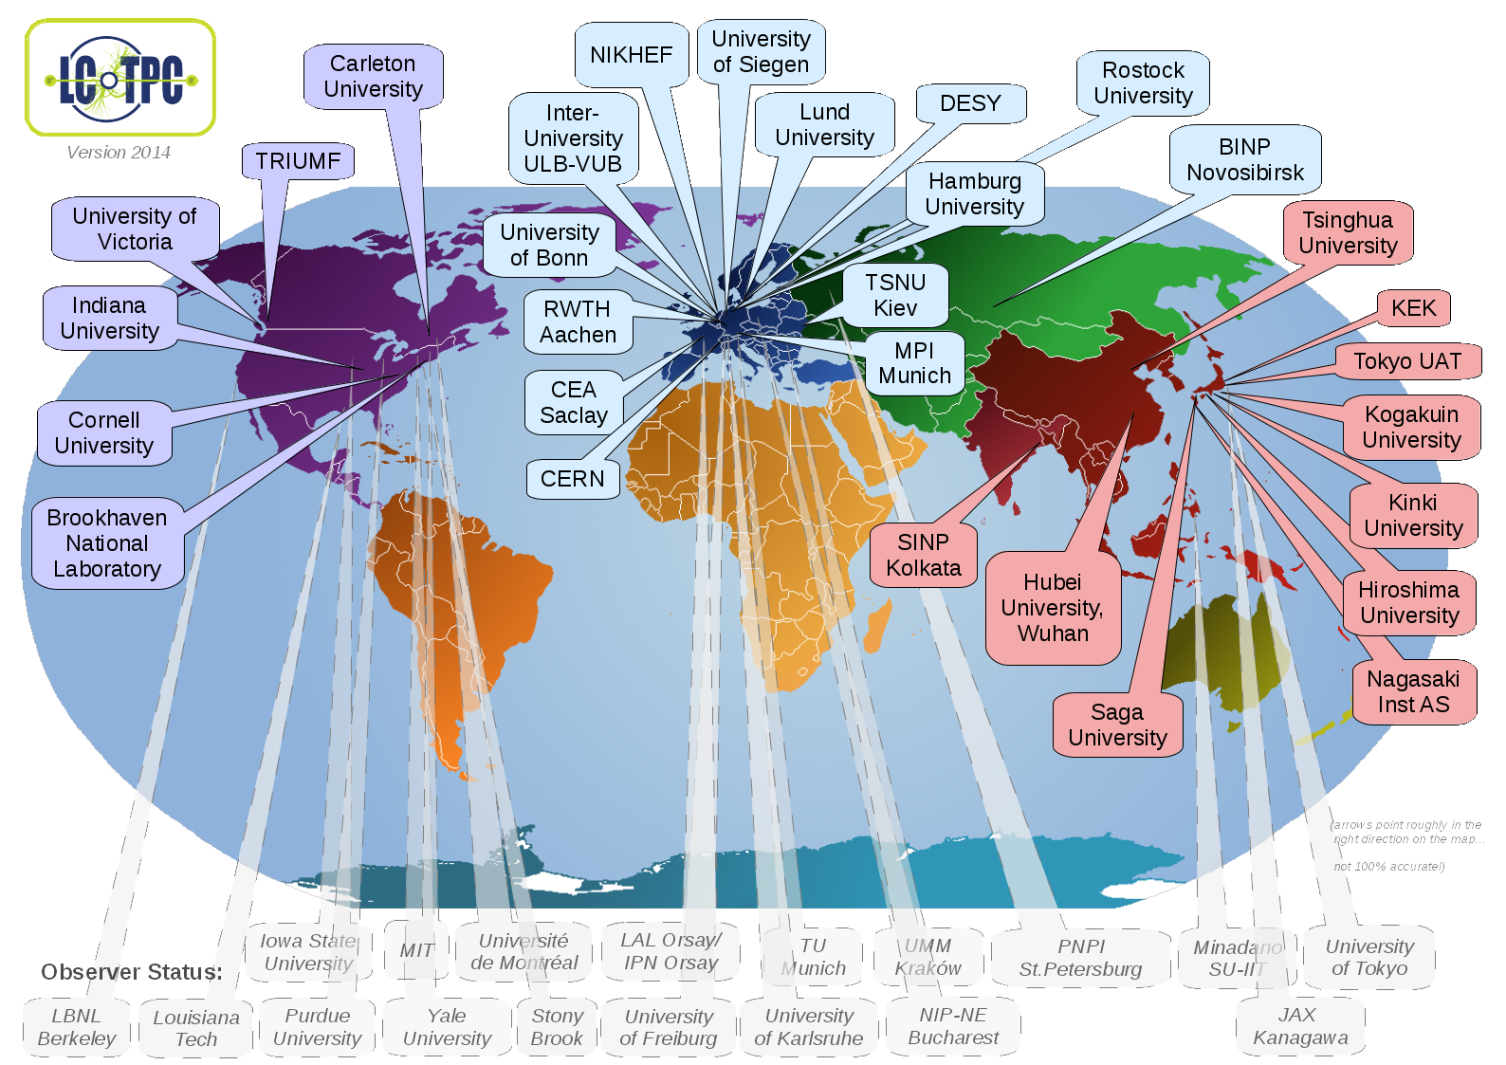 LC TPC
Version 2014
Carleton
University
TRIUMF
University of
Victoria
Indiana
University
Cornell
University
Brookhaven
National
Laboratory
NIKHEF
University
of Siegen
Inter-
University
ULB-VUB
Lund
University
DESY
Rostock
University
BINP
Novosibirsk
Hamburg
University
University
of Bonn
TSNU
Kiev
RWTH
Aachen
MPI
Munich
CEA
Saclay
CERN
Tsinghua
University
KEK
Tokyo UAT
Kogakuin
University
Kinki
University
SINP
Kolkata
Hubei
University,
Wuhan
Hiroshima
University
Nagasaki
Inst AS
Saga
University
(arrows point roughly in the
right direction on the map...
not 100% accurate!)
Observer Status:
Iowa State
University
MIT
Université
de Montréal
LAL Orsay/
IPN Orsay
TU
Munich
UMM
Kraków
PNPI
St.Petersburg
Minadano
SU-IIT
University
of Tokyo
LBNL
Berkeley
Louisiana
Tech
Purdue
University
Yale
University
Stony
Brook
University
of Freiburg
University
of Karlsruhe
NIP-NE
Bucharest
JAX
Kanagawa